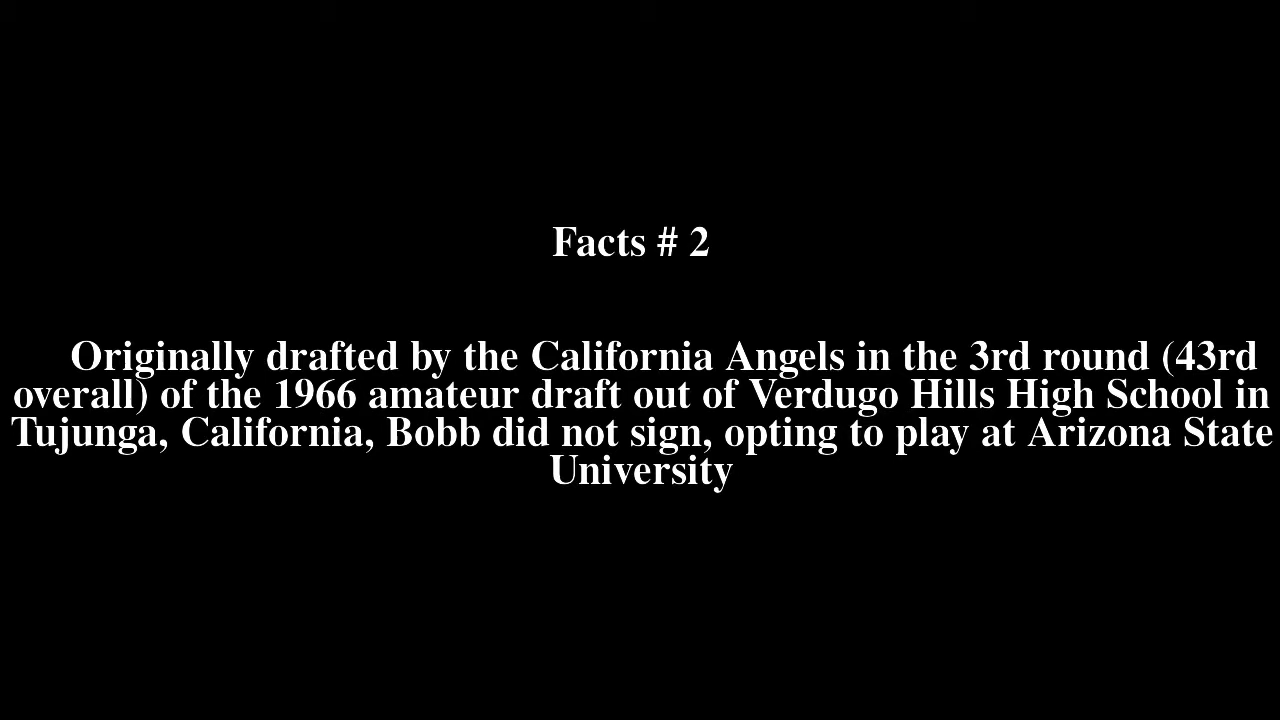 Facts # 2
Originally drafted by the California Angels in the 3rd round (43rd
overall) of the 1966 amateur draft out of Verdugo Hills High School in
Tujunga, California, Bobb did not sign, opting to play at Arizona State
University